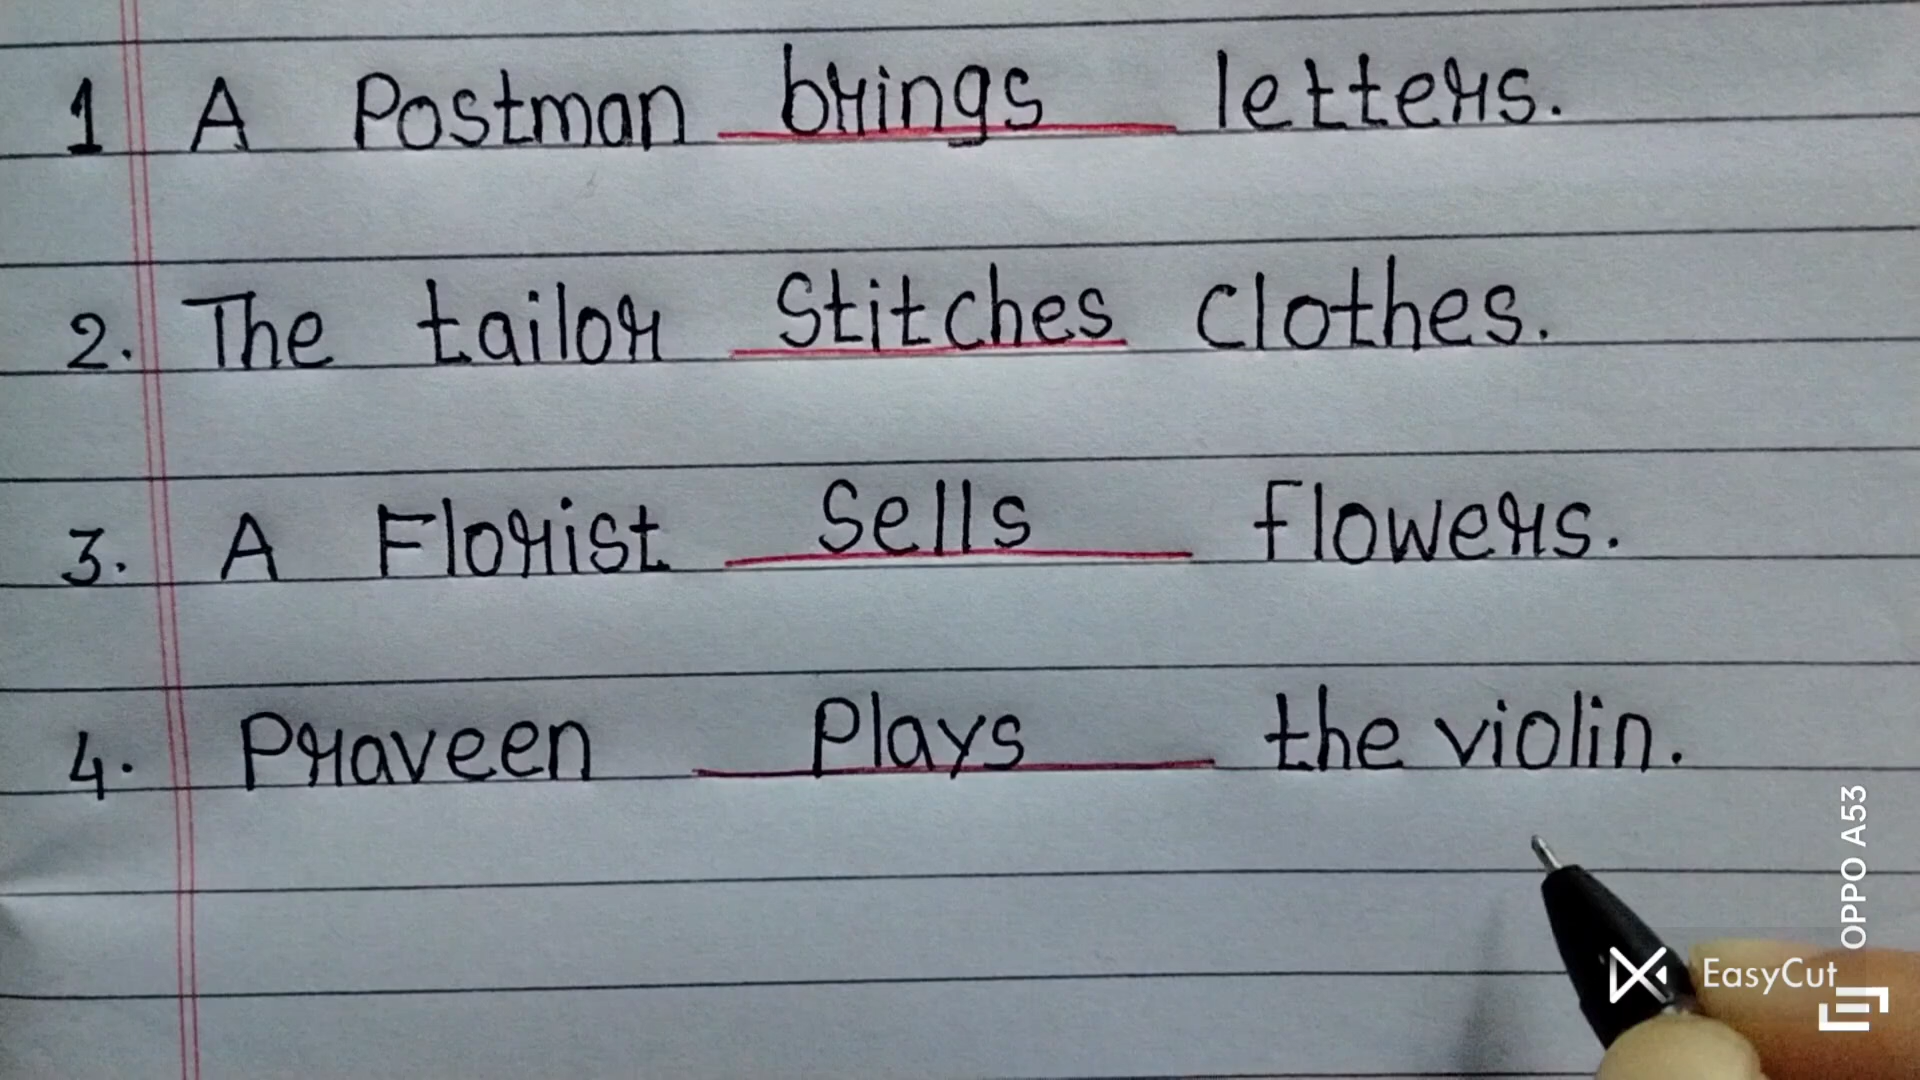 1 A Postman brings letters.
2. The tailor Stitches Clothes.
3. A Florist Sells flowers.
4. Praveen Plays the violin.
OPPO A53
EasyCut